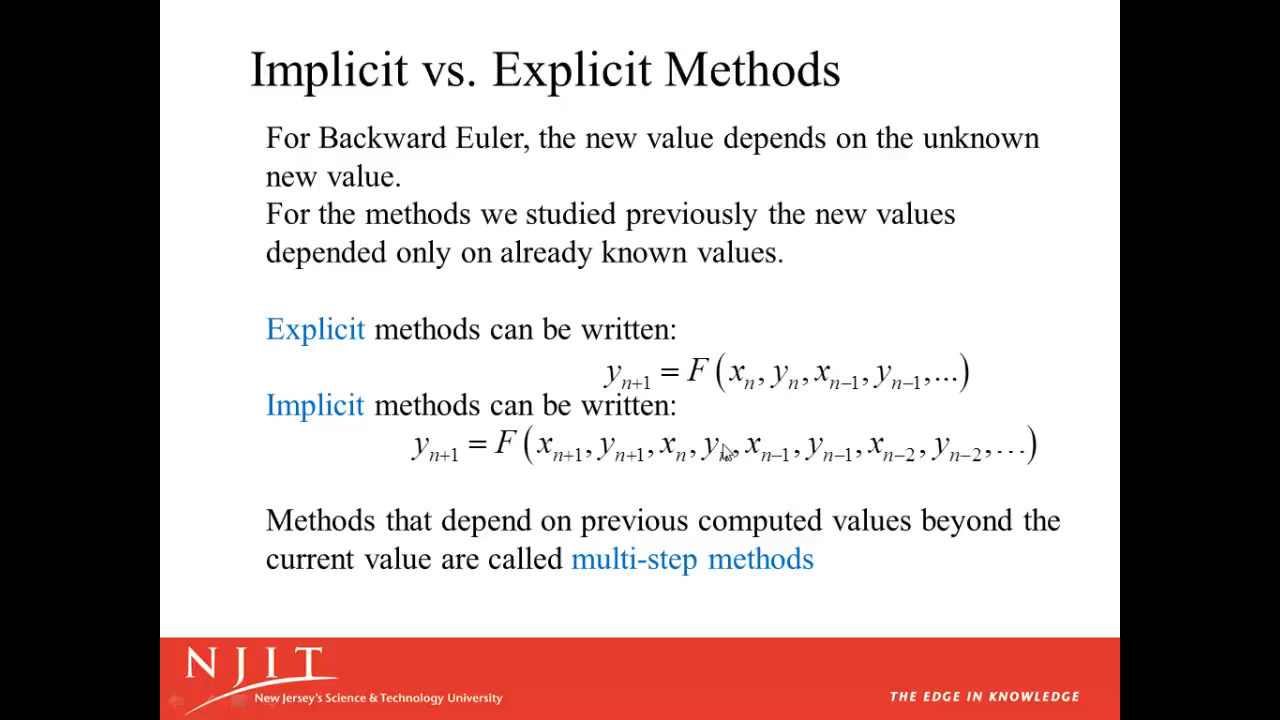 Implicit vs. Explicit Methods
For Backward Euler, the new value depends on the unknown
new value.
For the methods we studied previously the new values
depended only on already known values.
Explicit methods can be written:
yₙ₊₁ = F(xₙ, yₙ, xₙ₋₁, yₙ₋₁,...)
Implicit methods can be written:
yₙ₊₁ = F(xₙ₊₁, yₙ₊₁, xₙ, yₙ, xₙ₋₁, yₙ₋₁, xₙ₋₂, yₙ₋₂,...)
Methods that depend on previous computed values beyond the
current value are called multi-step methods
NJIT
New Jersey's Science & Technology University
THE EDGE IN KNOWLEDGE